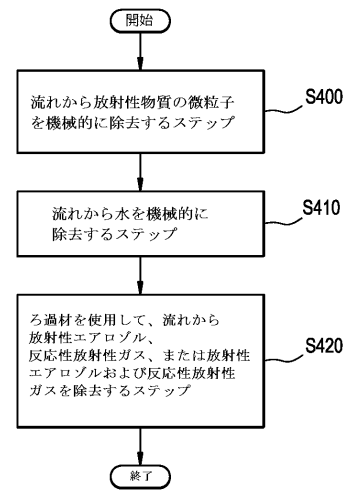 開始
流れから放射性物質の微粒子
を機械的に除去するステップ
S400
流れから水を機械的に
除去するステップ
S410
ろ過材を使用して、流れから
放射性エアロゾル、
反応性放射性ガス、または放射性
エアロゾルおよび反応性放射性
ガスを除去するステップ
S420
終了